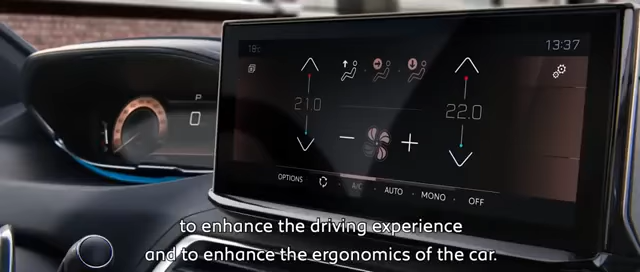 18°C
13:37
P
0
21.0
22.0
OPTIONS
A/C
AUTO
MONO
OFF
to enhance the driving experience
and to enhance the ergonomics of the car.